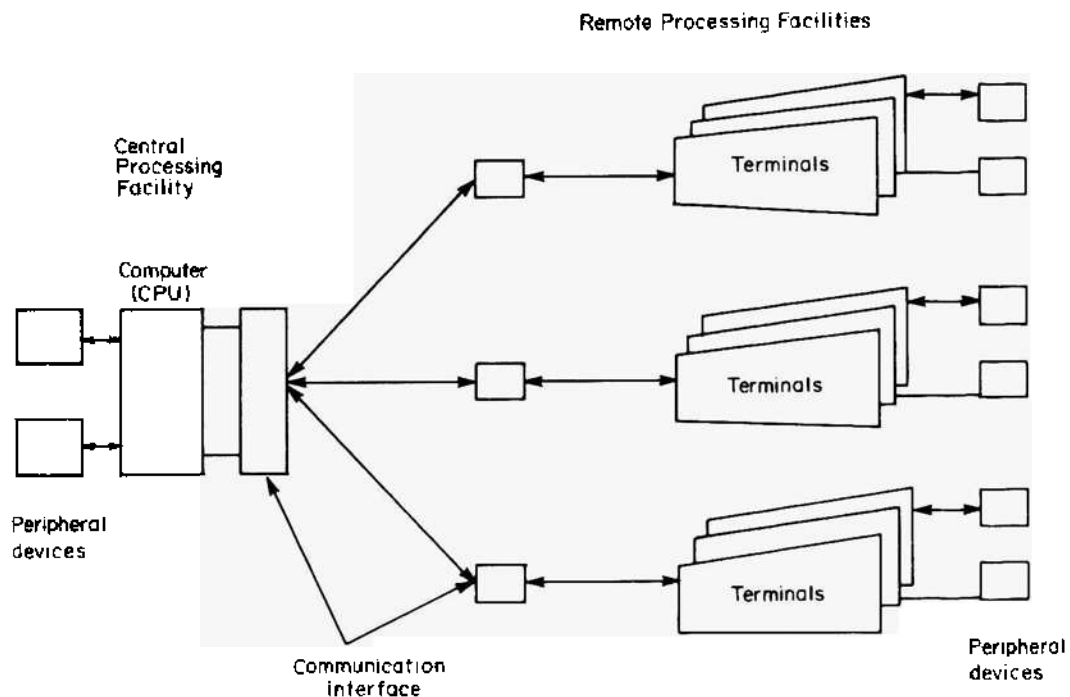 Remote Processing Facilities
Central
Processing
Facility
Computer
(CPU)
Terminals
Terminals
Terminals
Peripheral
devices
Communication
interface
Peripheral
devices